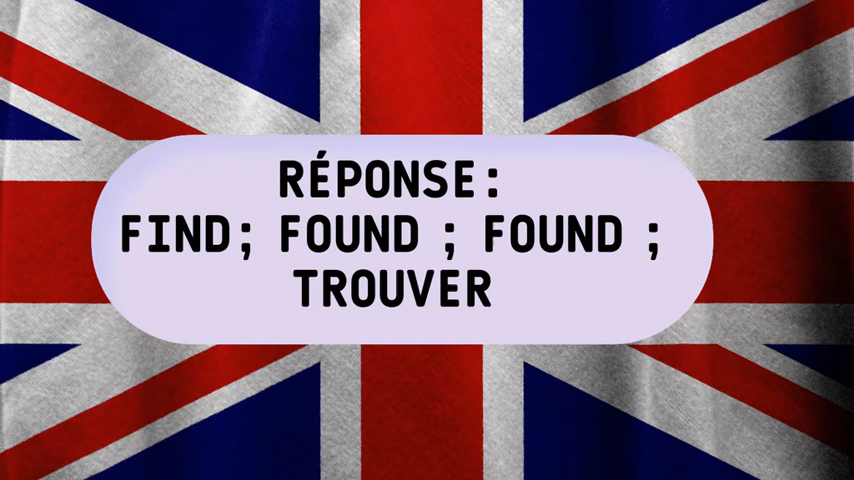 RÉPONSE:
FIND; FOUND ; FOUND ;
TROUVER